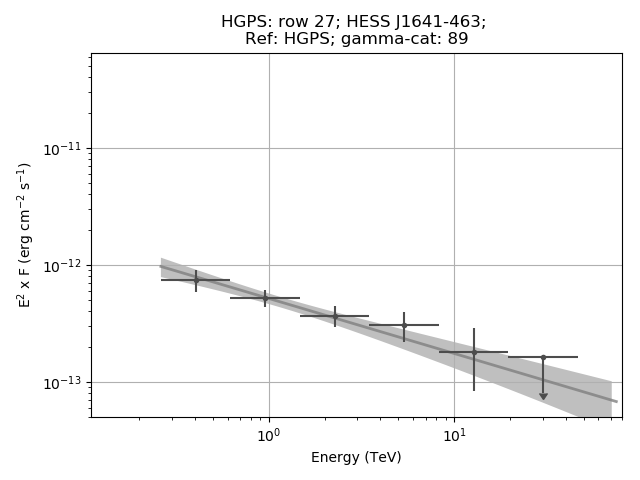 HGPS: row 27; HESS J1641-463;
Ref: HGPS; gamma-cat: 89
E² x F (erg cm⁻² s⁻¹)
10⁻¹¹
10⁻¹²
10⁻¹³
10⁰ 10¹
Energy (TeV)